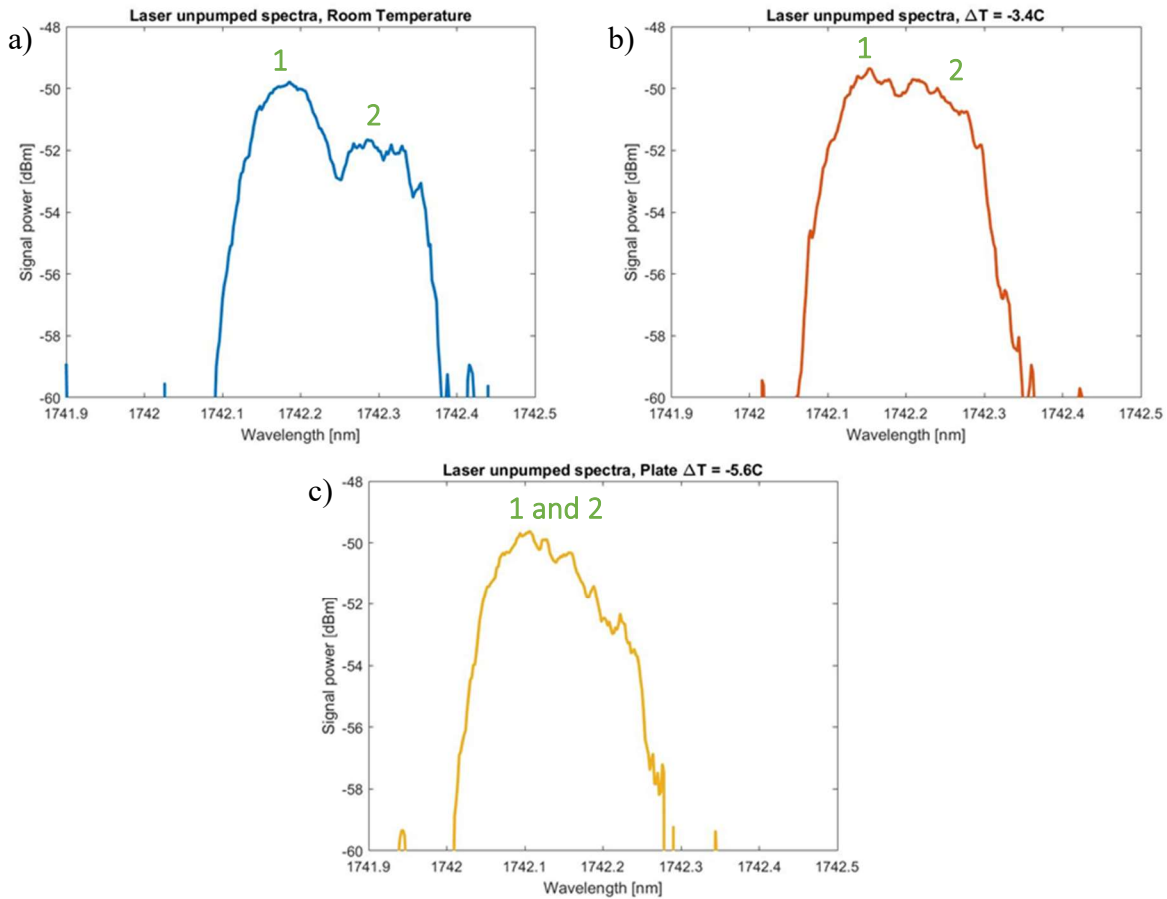 a)
Laser unpumped spectra, Room Temperature
1
2
-48
-50
-52
-54
-56
-58
-60
Signal power [dBm]
1741.9 1742 1742.1 1742.2 1742.3 1742.4 1742.5
Wavelength [nm]
b)
Laser unpumped spectra, ΔT = -3.4C
1
2
-48
-50
-52
-54
-56
-58
-60
Signal power [dBm]
1741.9 1742 1742.1 1742.2 1742.3 1742.4 1742.5
Wavelength [nm]
c)
Laser unpumped spectra, Plate ΔT = -5.6C
1 and 2
-48
-50
-52
-54
-56
-58
-60
Signal power [dBm]
1741.9 1742 1742.1 1742.2 1742.3 1742.4 1742.5
Wavelength [nm]